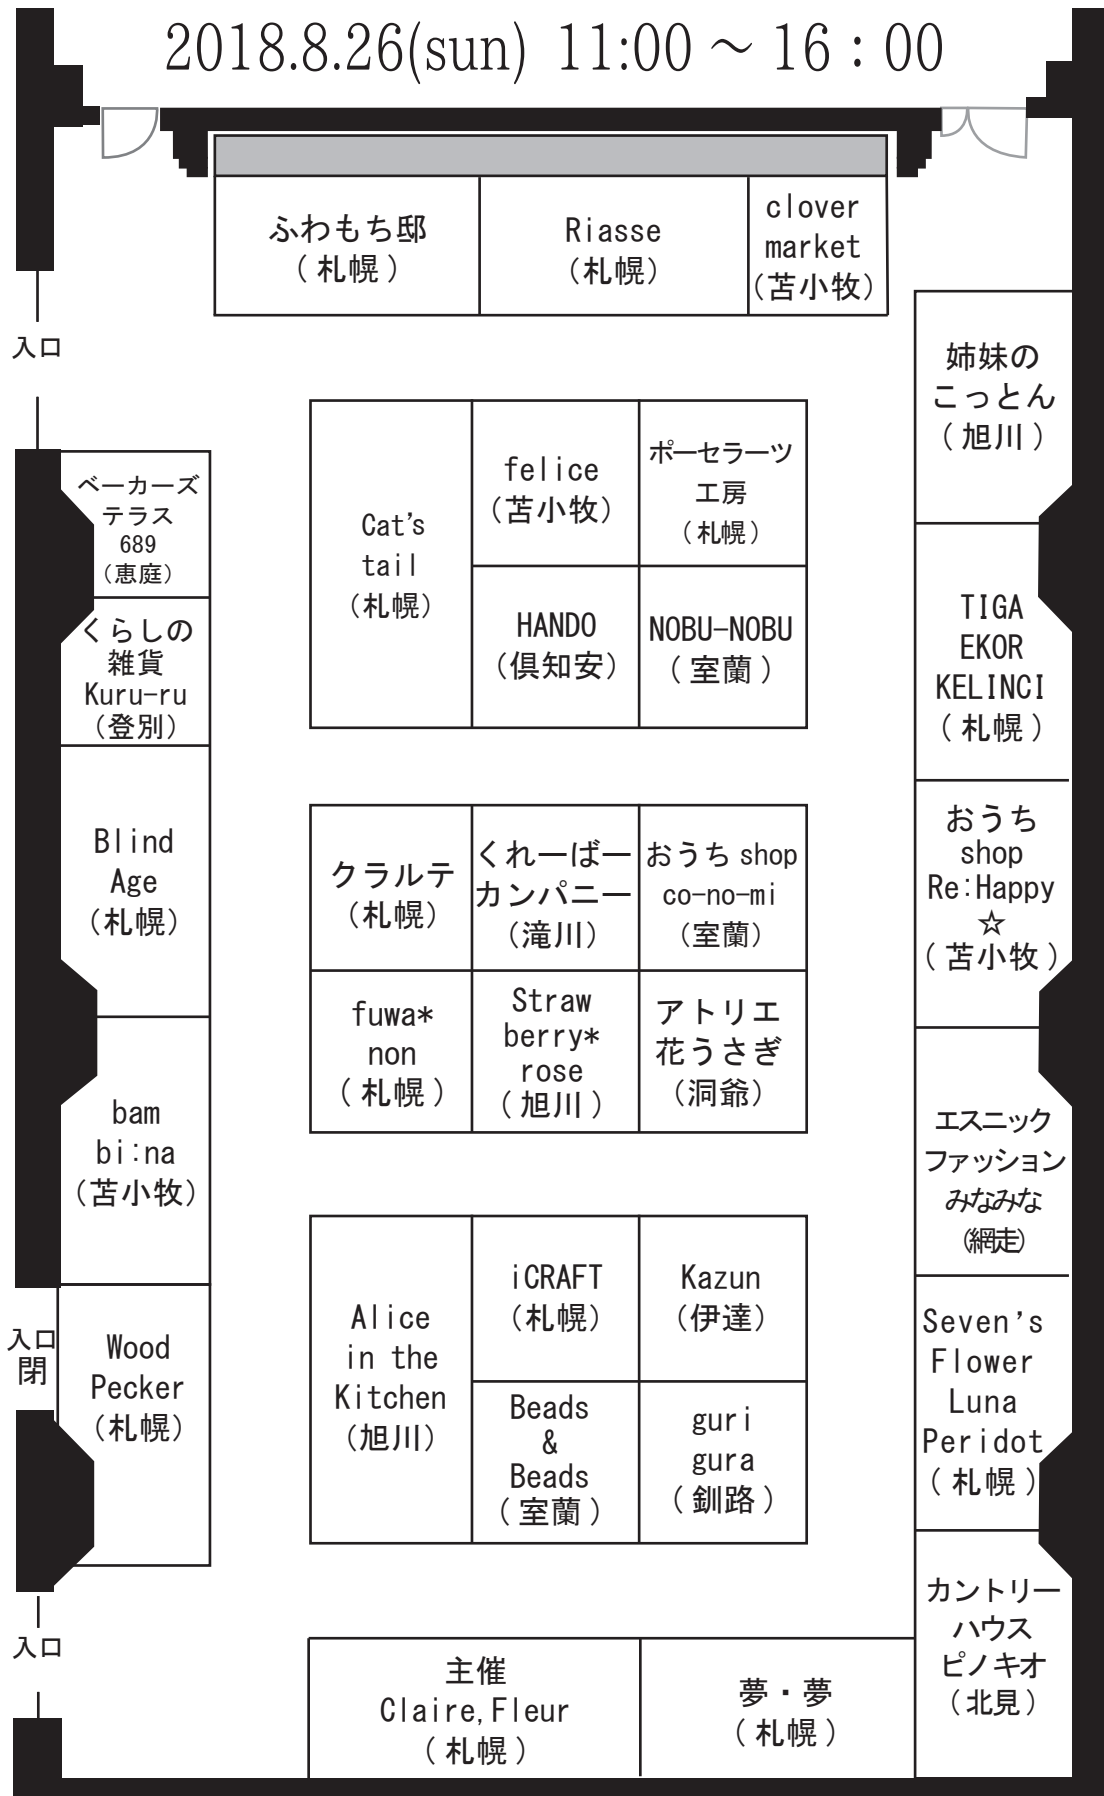 2018.8.26(sun) 11:00 ～ 16：00
ふわもち邸
（札幌）
Riasse
（札幌）
clover
market
（苫小牧）
入口
姉妹の
こっとん
（旭川）
Cat's
tail
（札幌）
felice
（苫小牧）
ポーセラーツ
工房
（札幌）
HANDO
（倶知安）
NOBU-NOBU
（室蘭）
ベーカーズ
テラス
689
（恵庭）
くらしの
雑貨
Kuru-ru
（登別）
Blind
Age
（札幌）
bam
bi:na
（苫小牧）
入口
閉
Wood
Pecker
（札幌）
入口
TIGA
EKOR
KELINCI
（札幌）
おうち
shop
Re:Happy
☆
（苫小牧）
エスニック
ファッション
みなみな
（網走）
Seven's
Flower
Luna
Peridot
（札幌）
カントリー
ハウス
ピノキオ
（北見）
クラルテ
（札幌）
くれーばー
カンパニー
（滝川）
おうち shop
co-no-mi
（室蘭）
fuwa*
non
（札幌）
Straw
berry*
rose
（旭川）
アトリエ
花うさぎ
（洞爺）
Alice
in the
Kitchen
（旭川）
iCRAFT
（札幌）
Kazun
（伊達）
Beads
&
Beads
（室蘭）
guri
gura
（釧路）
主催
Claire,Fleur
（札幌）
夢・夢
（札幌）